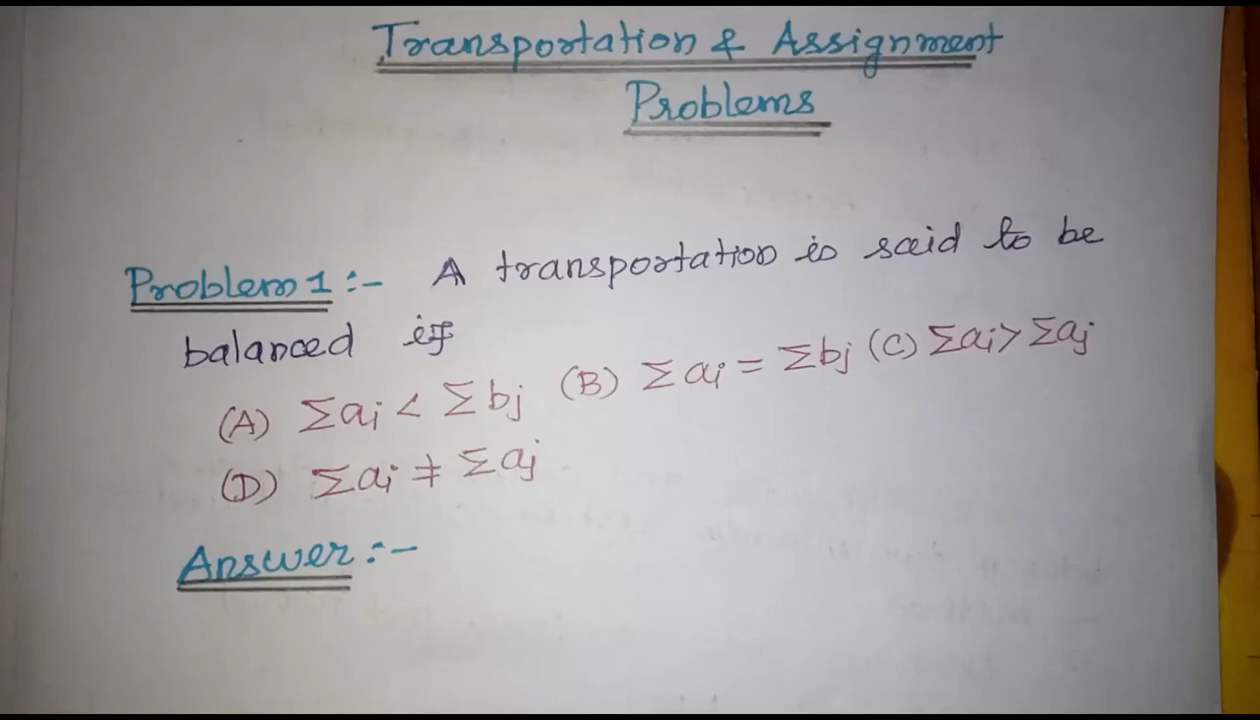 Transportation & Assignment
Problems
Problem 1 :- A transportation is said to be
balanced if
(A) Σai < Σbj (B) Σai = Σbj (C) Σai > Σaj
(D) Σai ≠ Σaj
Answer :-